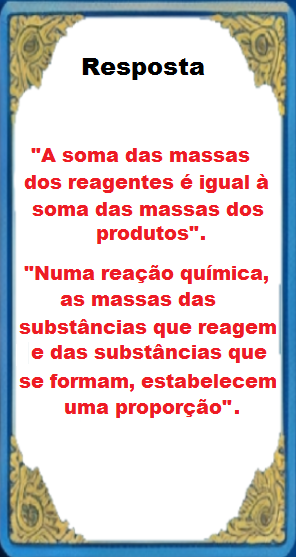 Resposta
"A soma das massas
dos reagentes é igual à
soma das massas dos
produtos".
"Numa reação química,
as massas das
substâncias que reagem
e das substâncias que
se formam, estabelecem
uma proporção".